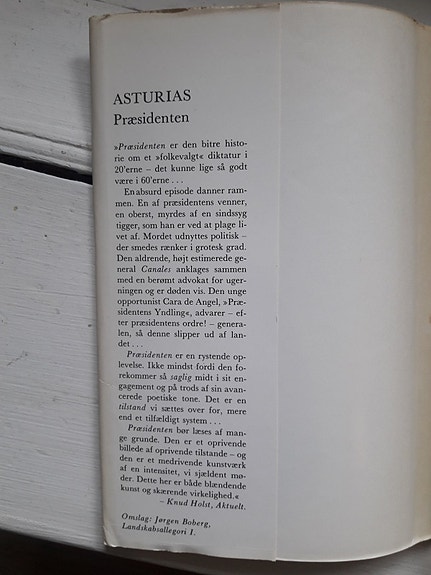 ASTURIAS
Præsidenten
»Præsidenten er den bitre histo-
rie om et »folkevalgt« diktatur i
20'erne – det kunne lige så godt
være i 60'erne . . .
En absurd episode danner ram-
men. En af præsidentens venner,
en oberst, myrdes af en sindssyg
tigger, som han er ved at plage li-
vet af. Mordet udnyttes politisk –
der smedes rænker i grotesk grad.
Den aldrende, højt estimerede ge-
neral Canales anklages sammen
med en berømt advokat for uger-
ningen og er døden vis. Den unge
opportunist Cara de Angel, »Præ-
sidentens Yndling«, advarer – ef-
ter præsidentens ordre! – genera-
len, så denne slipper ud af lan-
det . . .
Præsidenten er en rystende op-
levelse. Ikke mindst fordi den fo-
rekommer så saglig midt i sit en-
gagement og på trods af sin avan-
cerede poetiske tone. Det er en
tilstand vi sættes over for, mere
end et tilfældigt system . . .
Præsidenten bør læses af man-
ge grunde. Den er et oprivende
billede af oprivende tilstande – og
den er et medrivende kunstværk
af en intensitet, vi sjældent mø-
der. Dette her er både blændende
kunst og skærende virkelighed.«
– Knud Holst, Aktuelt.
Omslag: Jørgen Boberg,
Landskabsallegori I.